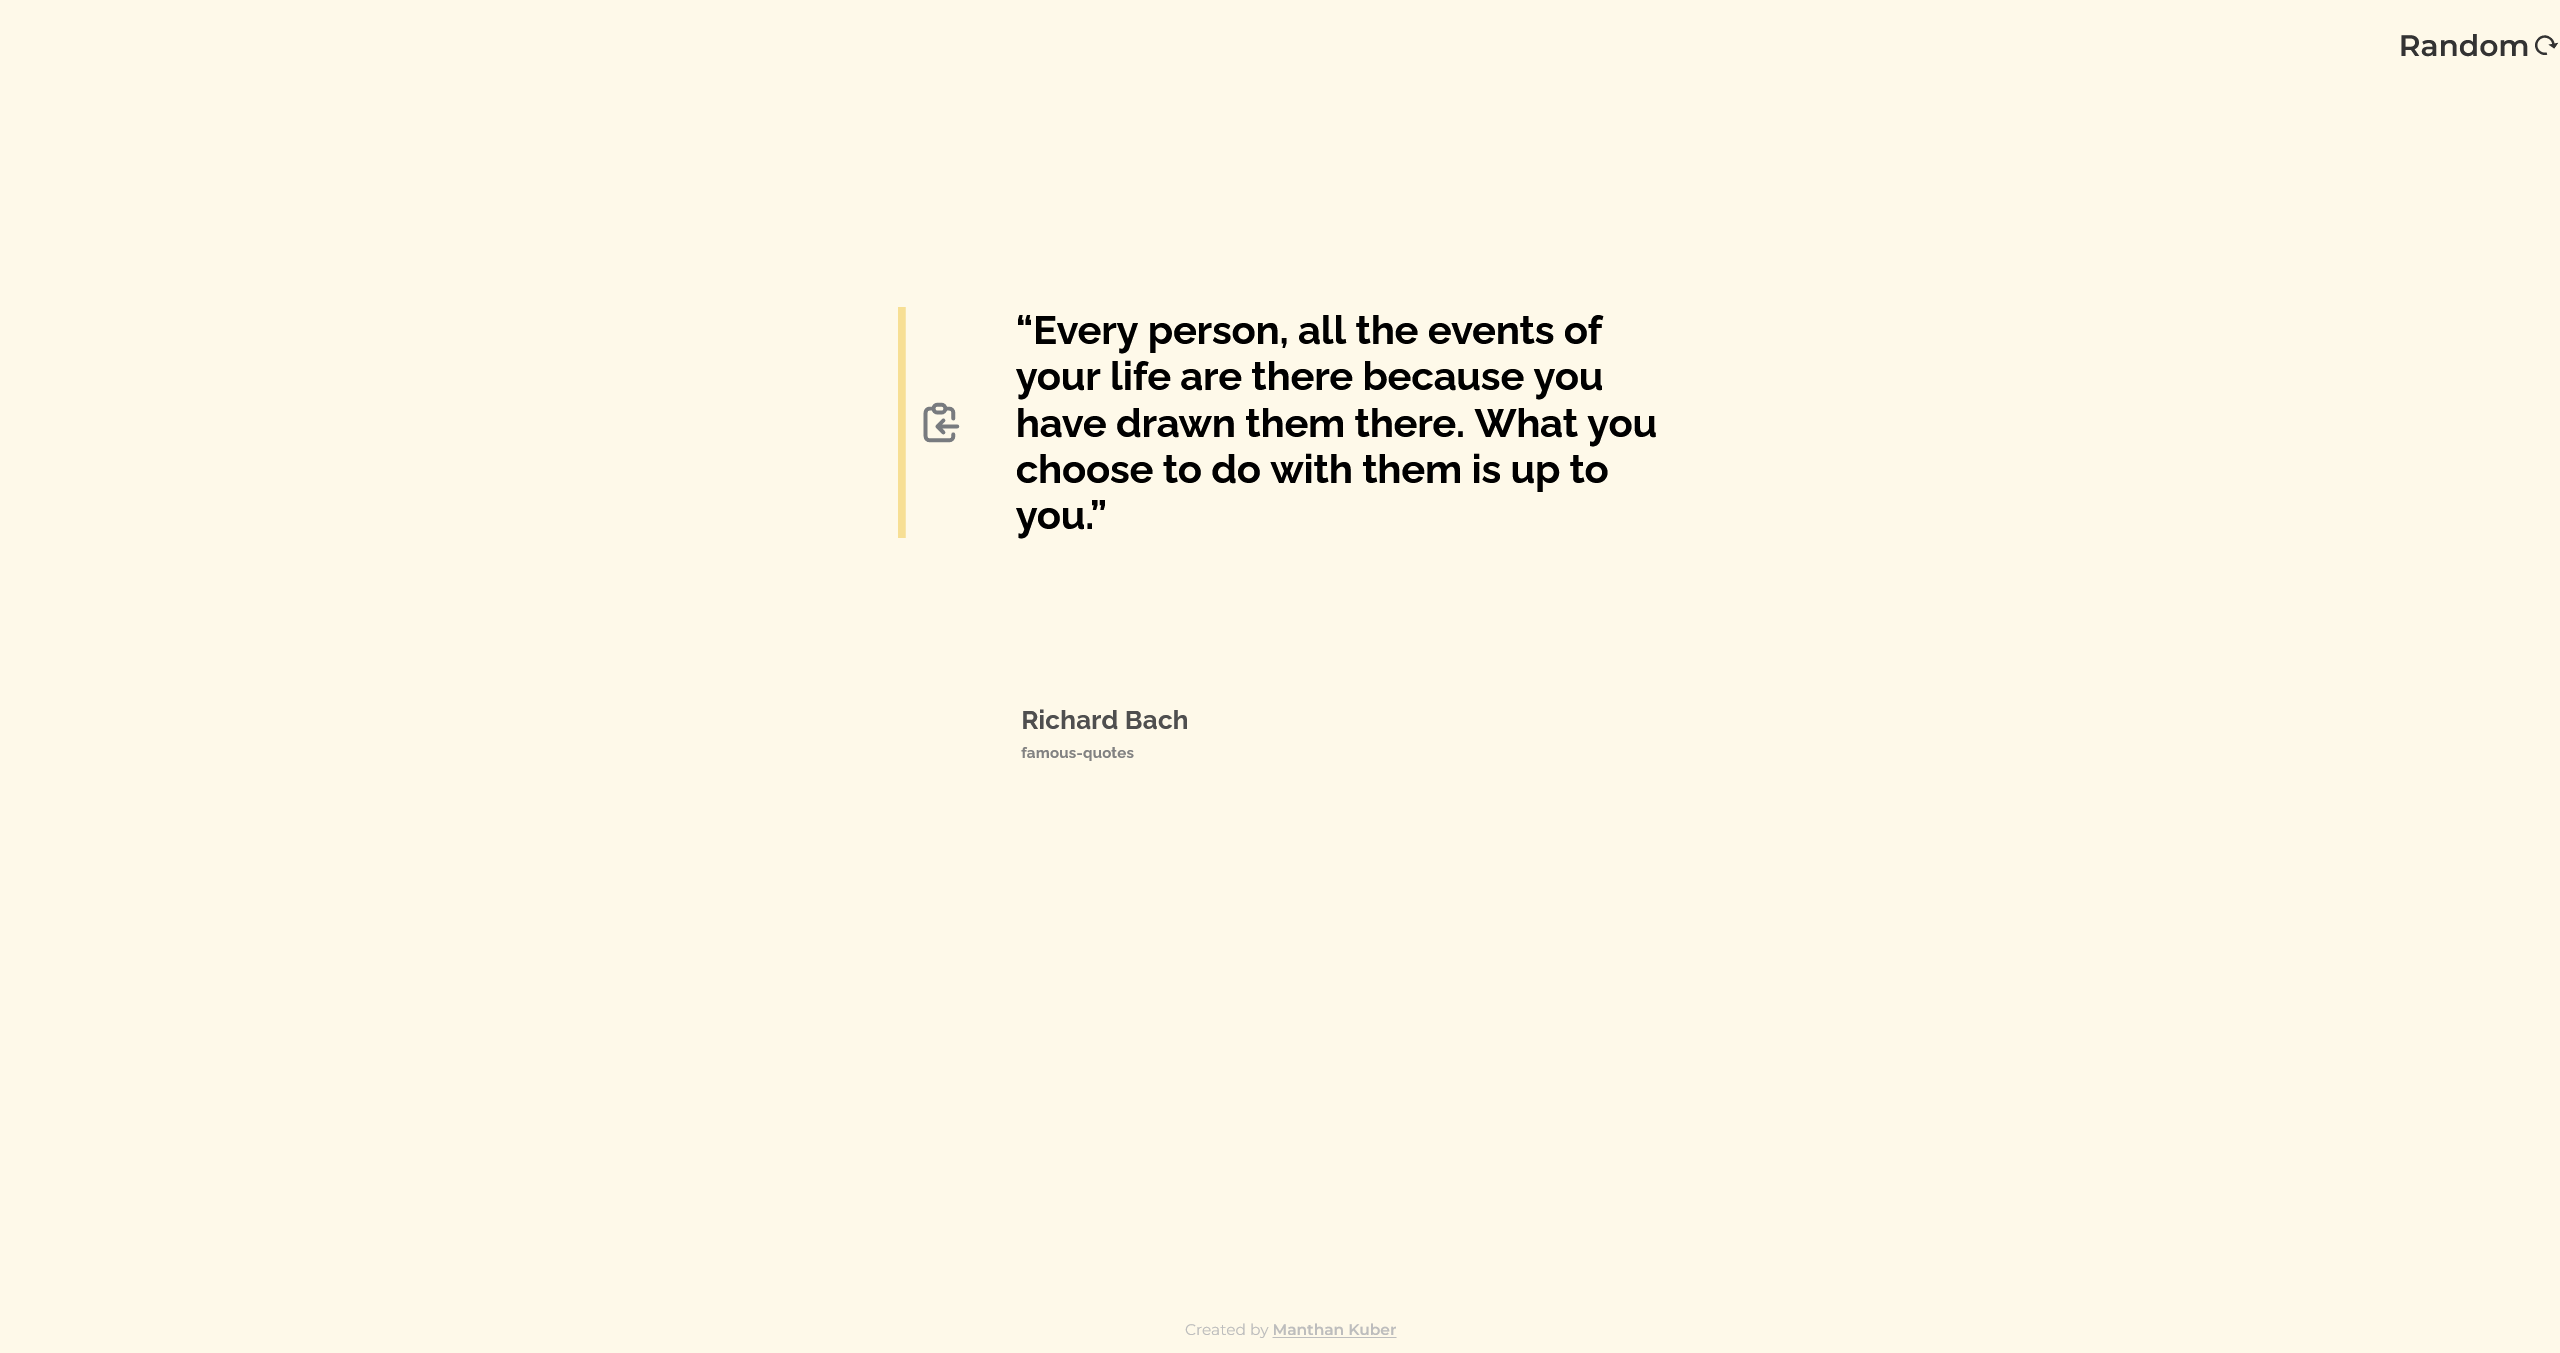 Random
“Every person, all the events of
your life are there because you
have drawn them there. What you
choose to do with them is up to
you.”
Richard Bach
famous-quotes
Created by Manthan Kuber